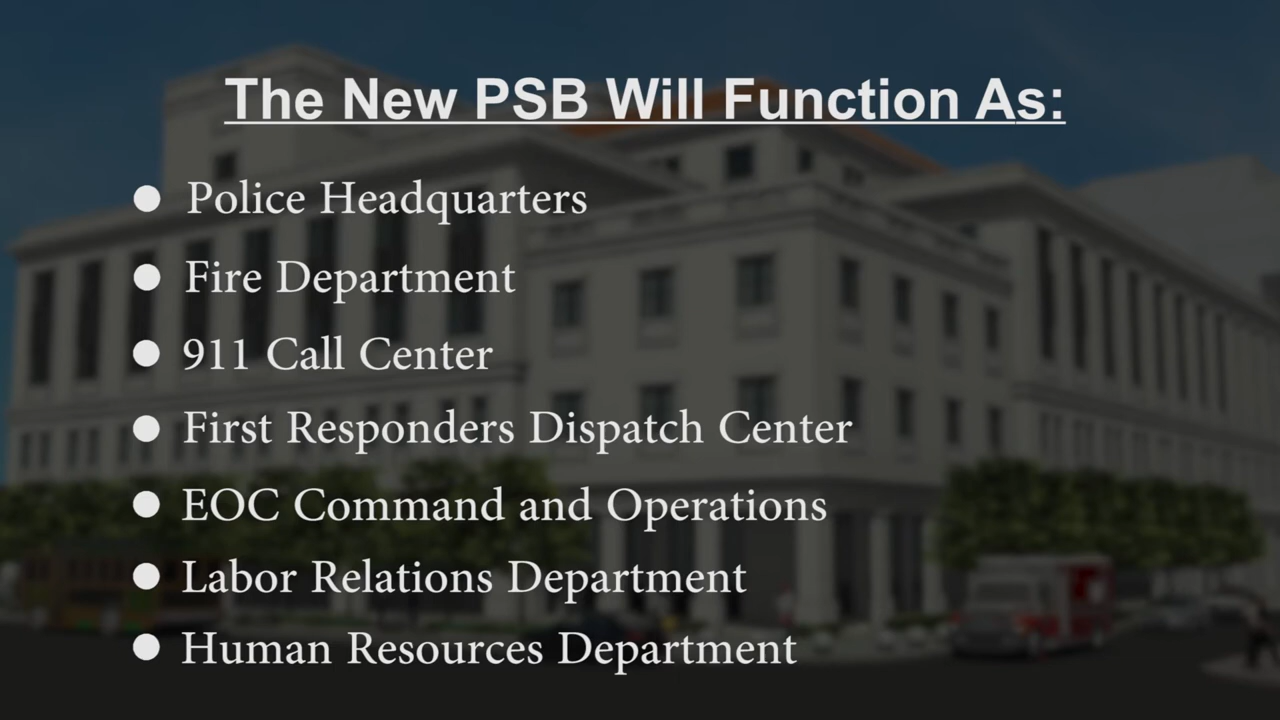 The New PSB Will Function As:
● Police Headquarters
● Fire Department
● 911 Call Center
● First Responders Dispatch Center
● EOC Command and Operations
● Labor Relations Department
● Human Resources Department